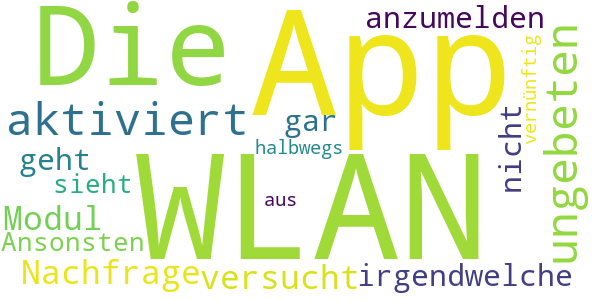 Die
App
anzumelden
vernünftig
ungebeten
aktiviert
gar
nicht
halbwegs
geht
sieht
WLAN
aus
Modul
Ansonsten
Nachfrage
versucht
irgendwelche